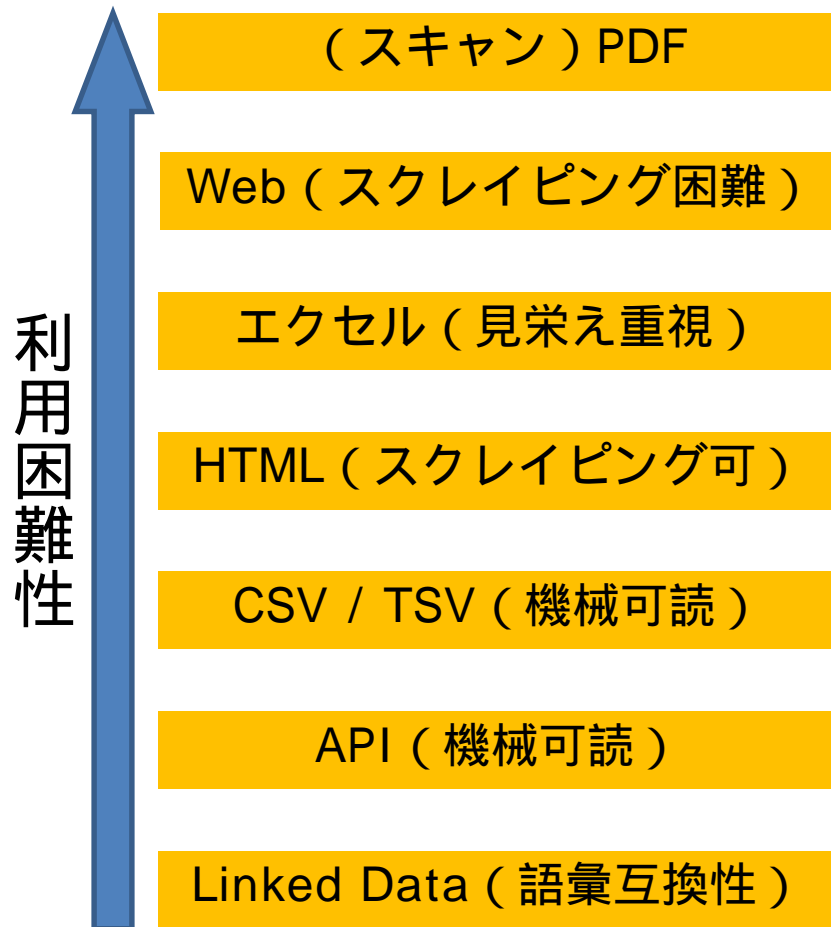 （スキャン）PDF
Web（スクレイピング困難）
エクセル（見栄え重視）
HTML（スクレイピング可）
CSV / TSV（機械可読）
API（機械可読）
Linked Data（語彙互換性）
利用困難性